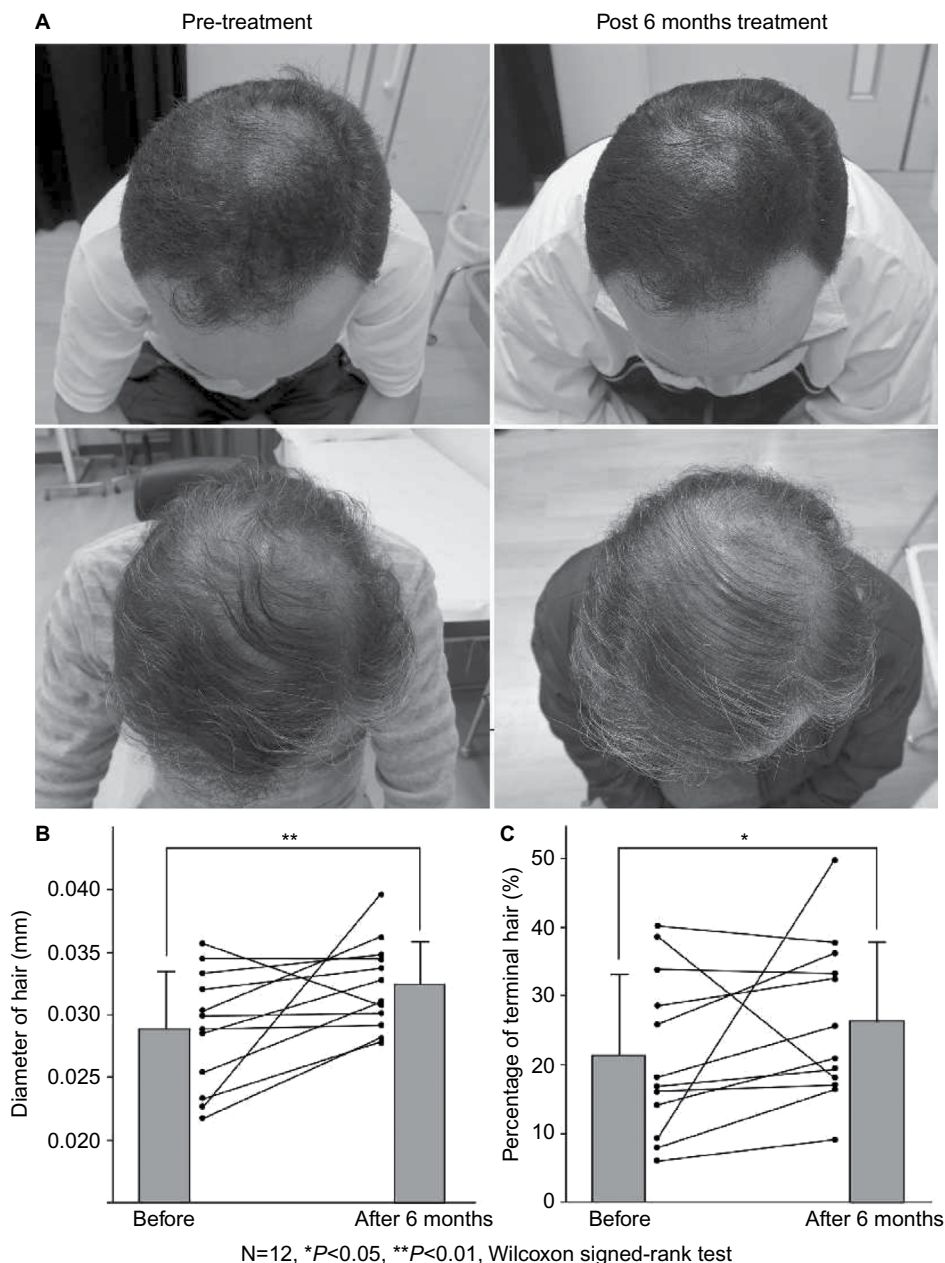 A
Pre-treatment
Post 6 months treatment
B
**
Diameter of hair (mm)
0.040
0.035
0.030
0.025
0.020
Before
After 6 months
C
*
Percentage of terminal hair (%)
50
40
30
20
10
0
Before
After 6 months
N=12, *P<0.05, **P<0.01, Wilcoxon signed-rank test